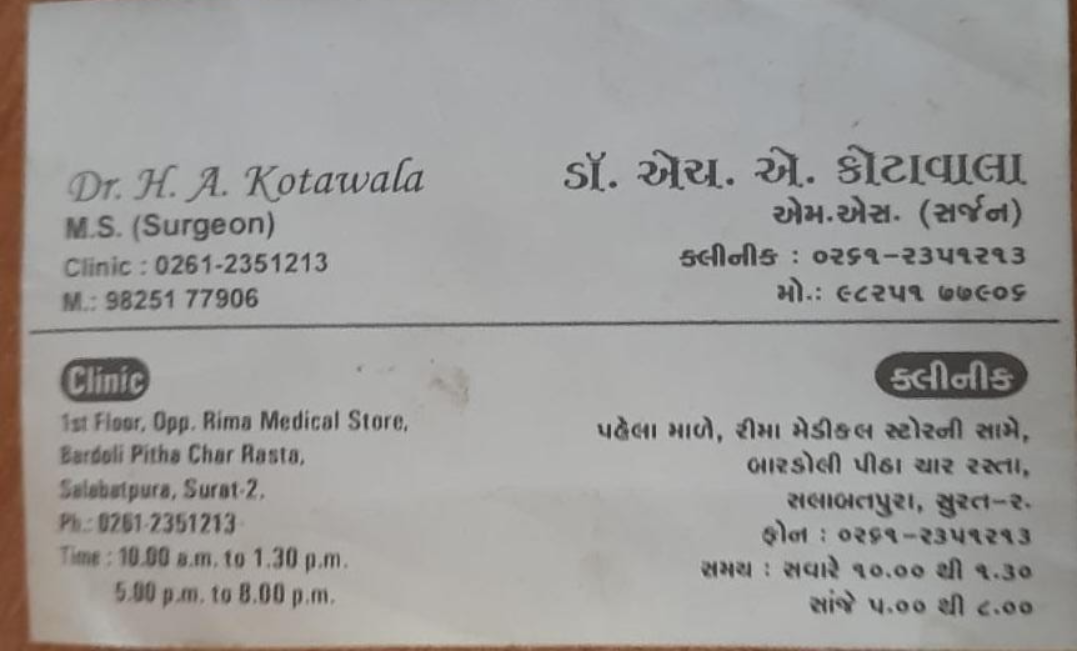 Dr. H. A. Kotawala
M.S. (Surgeon)
Clinic : 0261-2351213
M.: 98251 77906
ડૉ. એચ. એ. કોટાવાલા
એમ.એસ. (સર્જન)
ક્લીનીક : ૦૨૬૧-૨૩૫૧૨૧૩
મો.: ૯૮૨૫૧ ૭૭૯૦૬
Clinic
1st Floor, Opp. Rima Medical Store,
Bardoli Pitha Char Rasta,
Salabatpura, Surat-2.
Ph.: 0261-2351213
Time : 10.00 a.m. to 1.30 p.m.
5.00 p.m. to 8.00 p.m.
ક્લીનીક
પહેલા માળે, રીમા મેડીકલ સ્ટોરની સામે,
બારડોલી પીઠા ચાર રસ્તા,
સલાબતપુરા, સુરત-૨.
ફોન : ૦૨૬૧-૨૩૫૧૨૧૩
સમય : સવારે ૧૦.૦૦ થી ૧.૩૦
સાંજે ૫.૦૦ થી ૮.૦૦